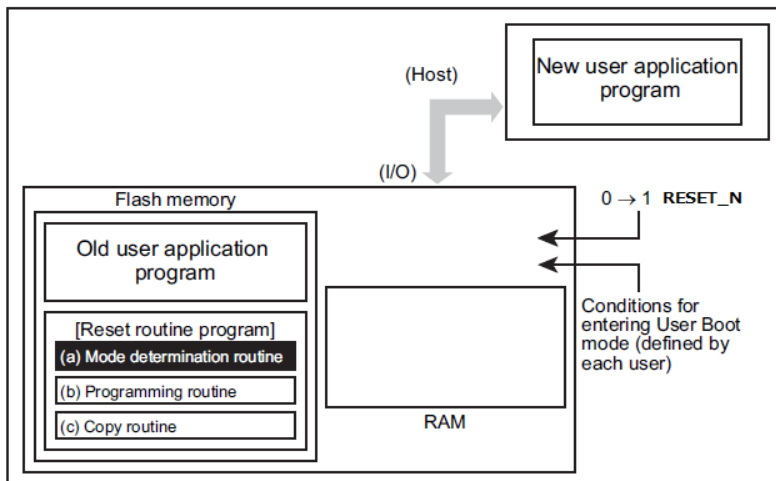 New user application
program
(Host)
(I/O)
Flash memory
0 → 1 RESET_N
Old user application
program
Conditions for
entering User Boot
mode (defined by
each user)
[Reset routine program]
(a) Mode determination routine
(b) Programming routine
(c) Copy routine
RAM